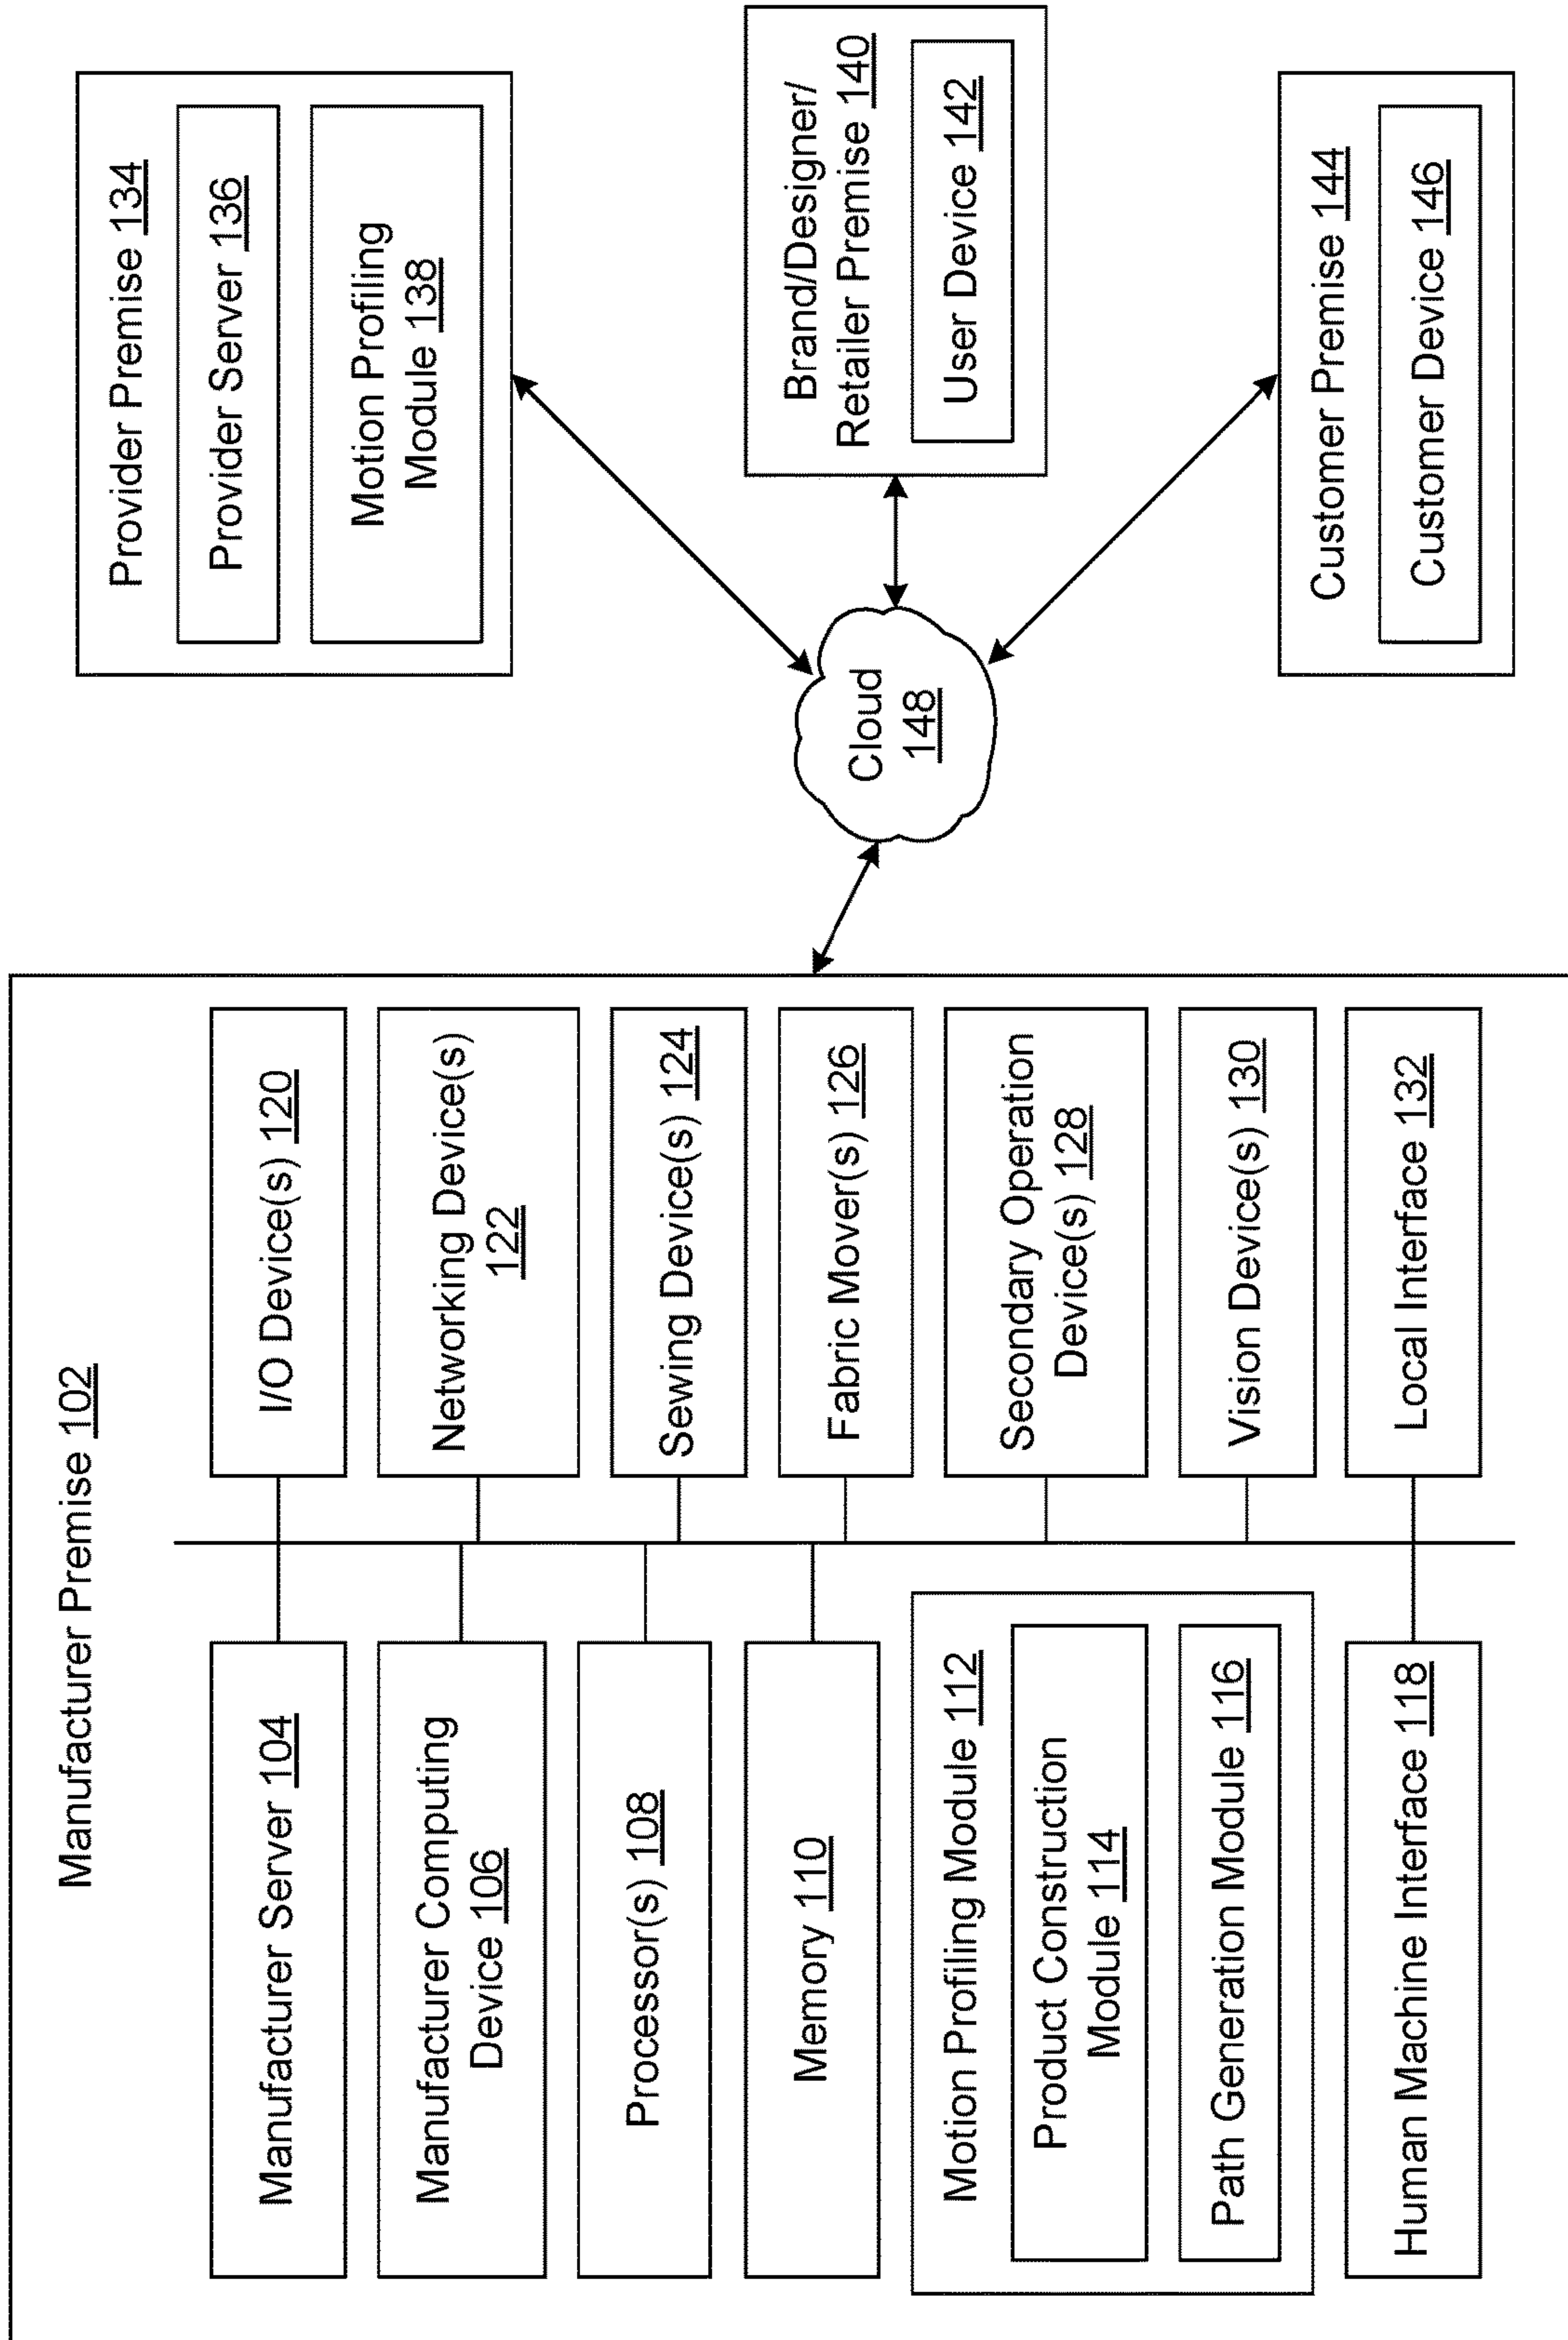 Manufacturer Premise 102
Manufacturer Server 104
Manufacturer Computing
Device 106
Processor(s) 108
Memory 110
Motion Profiling Module 112
Product Construction
Module 114
Path Generation Module 116
Human Machine Interface 118
I/O Device(s) 120
Networking Device(s)
122
Sewing Device(s) 124
Fabric Mover(s) 126
Secondary Operation
Device(s) 128
Vision Device(s) 130
Local Interface 132
Cloud
148
Provider Premise 134
Provider Server 136
Motion Profiling
Module 138
Brand/Designer/
Retailer Premise 140
User Device 142
Customer Premise 144
Customer Device 146